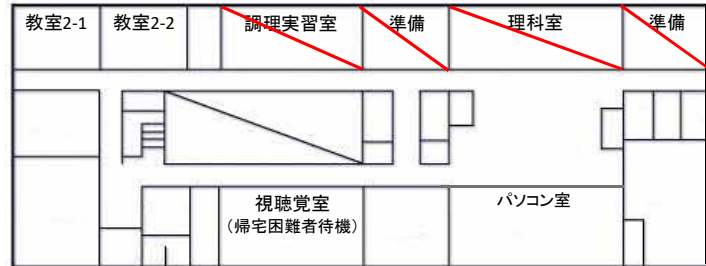 教室2-1
教室2-2
調理実習室
準備
理科室
準備
視聴覚室
（帰宅困難者待機）
パソコン室